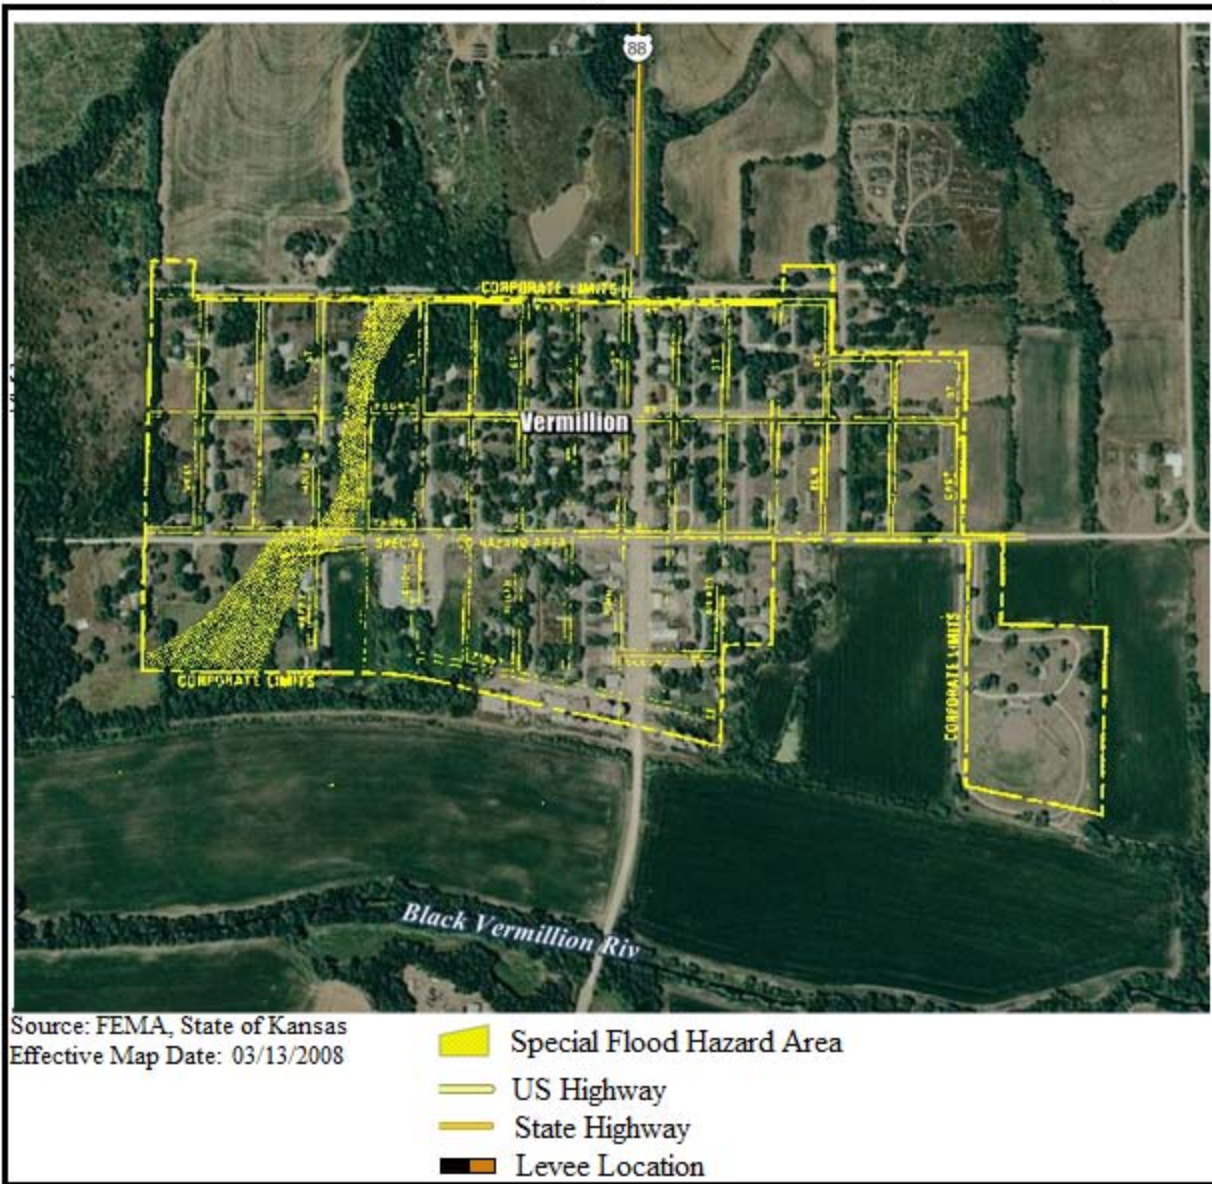 88
CORPORATE LIMITS
Vermillion
SPECIAL
HAZARD AREA
ELM
CORPORATE LIMITS
CORPORATE LIMITS
Black Vermillion Riv
Source: FEMA, State of Kansas
Effective Map Date: 03/13/2008
Special Flood Hazard Area
US Highway
State Highway
Levee Location